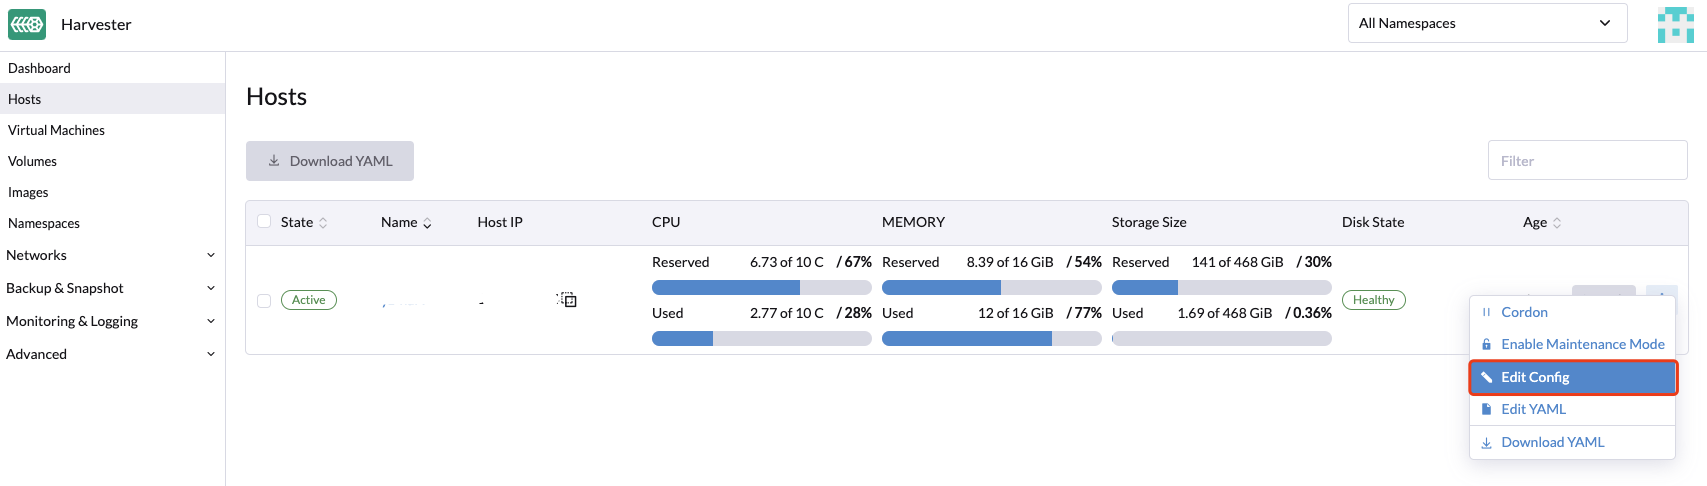 Harvester
All Namespaces
Dashboard
Hosts
Virtual Machines
Volumes
Images
Namespaces
Networks
Backup & Snapshot
Monitoring & Logging
Advanced
Hosts
Download YAML
Filter
State Name Host IP CPU MEMORY Storage Size Disk State Age
Active
Reserved 6.73 of 10 C / 67%
Used 2.77 of 10 C / 28%
Reserved 8.39 of 16 GiB / 54%
Used 12 of 16 GiB / 77%
Reserved 141 of 468 GiB / 30%
Used 1.69 of 468 GiB / 0.36%
Healthy
Cordon
Enable Maintenance Mode
Edit Config
Edit YAML
Download YAML